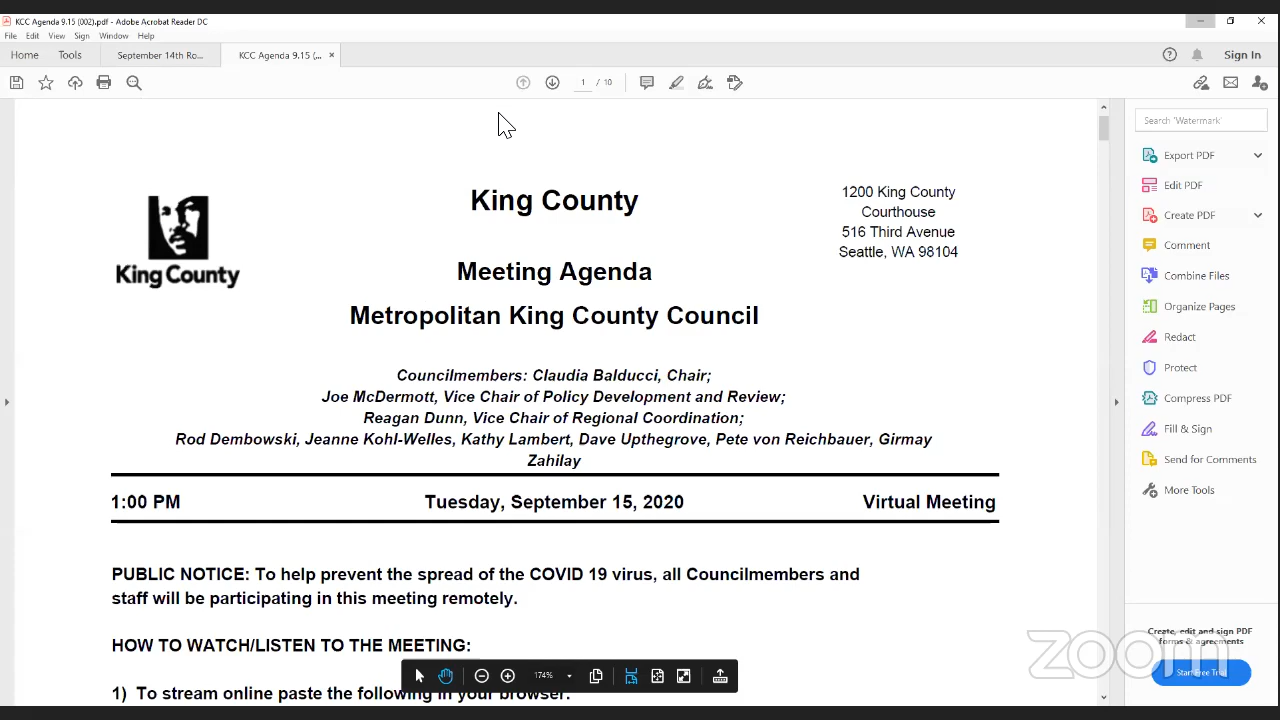 KCC Agenda 9.15 (002).pdf - Adobe Acrobat Reader DC
File Edit View Sign Window Help
Home Tools September 14th Ro... KCC Agenda 9.15 (... × Sign In
1 / 10
Search 'Watermark'
Export PDF
Edit PDF
Create PDF
Comment
Combine Files
Organize Pages
Redact
Protect
Compress PDF
Fill & Sign
Send for Comments
More Tools
King County
King County
1200 King County
Courthouse
516 Third Avenue
Seattle, WA 98104
Meeting Agenda
Metropolitan King County Council
Councilmembers: Claudia Balducci, Chair;
Joe McDermott, Vice Chair of Policy Development and Review;
Reagan Dunn, Vice Chair of Regional Coordination;
Rod Dembowski, Jeanne Kohl-Welles, Kathy Lambert, Dave Upthegrove, Pete von Reichbauer, Girmay
Zahilay
1:00 PM Tuesday, September 15, 2020 Virtual Meeting
PUBLIC NOTICE: To help prevent the spread of the COVID 19 virus, all Councilmembers and
staff will be participating in this meeting remotely.
HOW TO WATCH/LISTEN TO THE MEETING:
1) To stream online paste the following in your browser:
174%
Create, edit and sign PDF
forms & agreements
Start Free Trial
zoom